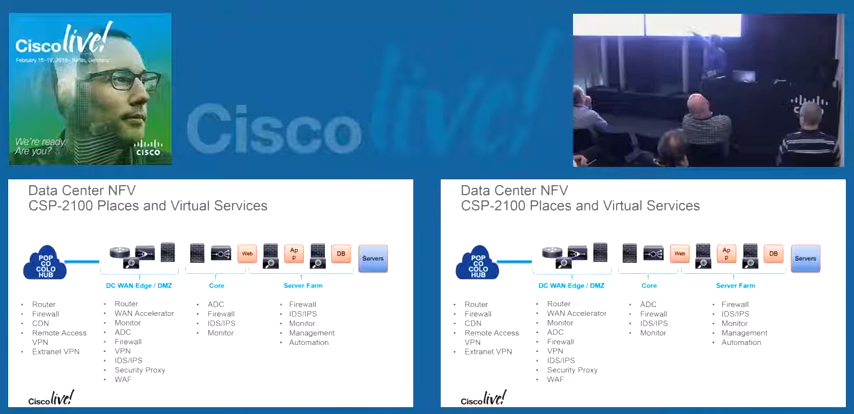 Cisco live!
February 15-19, 2016 · Berlin, Germany
We're ready.
Are you?
CISCO
Cisco live!
Data Center NFV
CSP-2100 Places and Virtual Services
POP
CO
COLO
HUB
Web
Ap
p
DB
Servers
DC WAN Edge / DMZ
Core
Server Farm
• Router
• Firewall
• CDN
• Remote Access
VPN
• Extranet VPN
• Router
• WAN Accelerator
• Monitor
• ADC
• Firewall
• VPN
• IDS/IPS
• Security Proxy
• WAF
• ADC
• Firewall
• IDS/IPS
• Monitor
• Firewall
• IDS/IPS
• Monitor
• Management
• Automation
Cisco live!
Data Center NFV
CSP-2100 Places and Virtual Services
POP
CO
COLO
HUB
Web
Ap
p
DB
Servers
DC WAN Edge / DMZ
Core
Server Farm
• Router
• Firewall
• CDN
• Remote Access
VPN
• Extranet VPN
• Router
• WAN Accelerator
• Monitor
• ADC
• Firewall
• VPN
• IDS/IPS
• Security Proxy
• WAF
• ADC
• Firewall
• IDS/IPS
• Monitor
• Firewall
• IDS/IPS
• Monitor
• Management
• Automation
Cisco live!